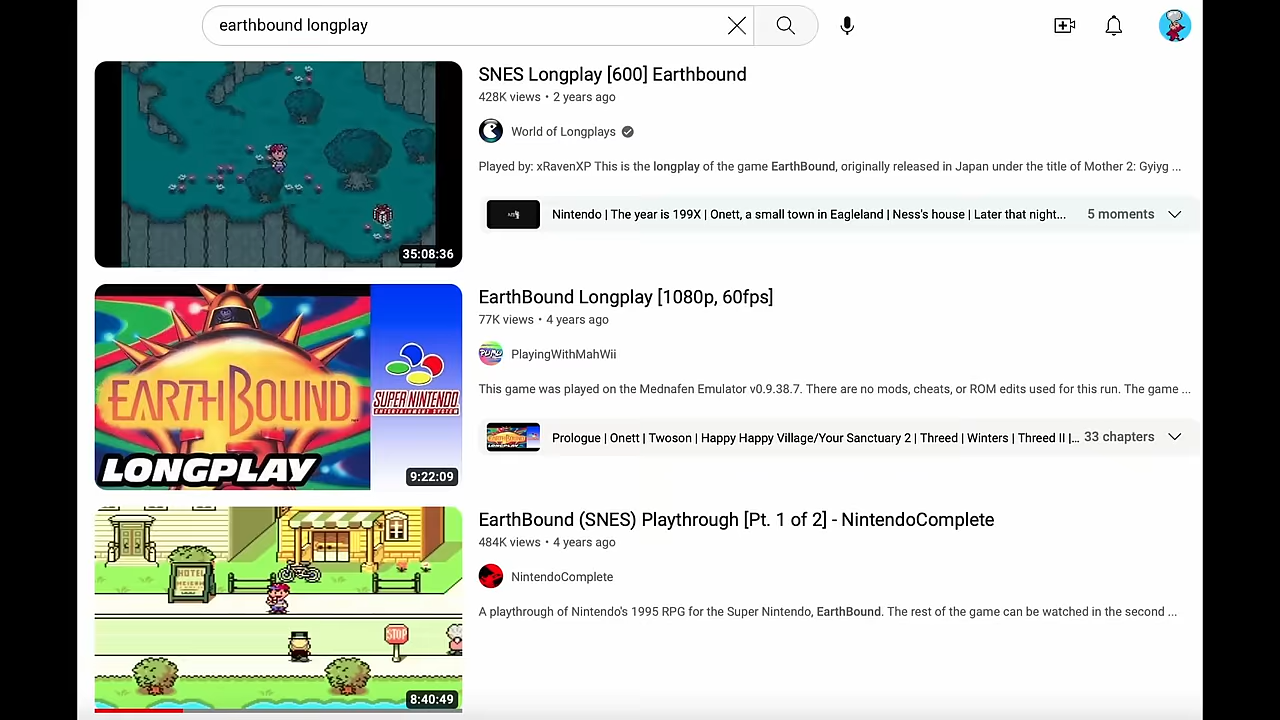 earthbound longplay
SNES Longplay [600] Earthbound
428K views • 2 years ago
World of Longplays
Played by: xRavenXP This is the longplay of the game EarthBound, originally released in Japan under the title of Mother 2: Gyiyg ...
Nintendo | The year is 199X | Onett, a small town in Eagleland | Ness's house | Later that night...
5 moments
35:08:36
EarthBound Longplay [1080p, 60fps]
77K views • 4 years ago
PlayingWithMahWii
This game was played on the Mednafen Emulator v0.9.38.7. There are no mods, cheats, or ROM edits used for this run. The game ...
Prologue | Onett | Twoson | Happy Happy Village/Your Sanctuary 2 | Threed | Winters | Threed II |...
33 chapters
EARTHBOUND
SUPER NINTENDO
ENTERTAINMENT SYSTEM
LONGPLAY
9:22:09
EarthBound (SNES) Playthrough [Pt. 1 of 2] - NintendoComplete
484K views • 4 years ago
NintendoComplete
A playthrough of Nintendo's 1995 RPG for the Super Nintendo, EarthBound. The rest of the game can be watched in the second ...
HOTEL
STOP
8:40:49